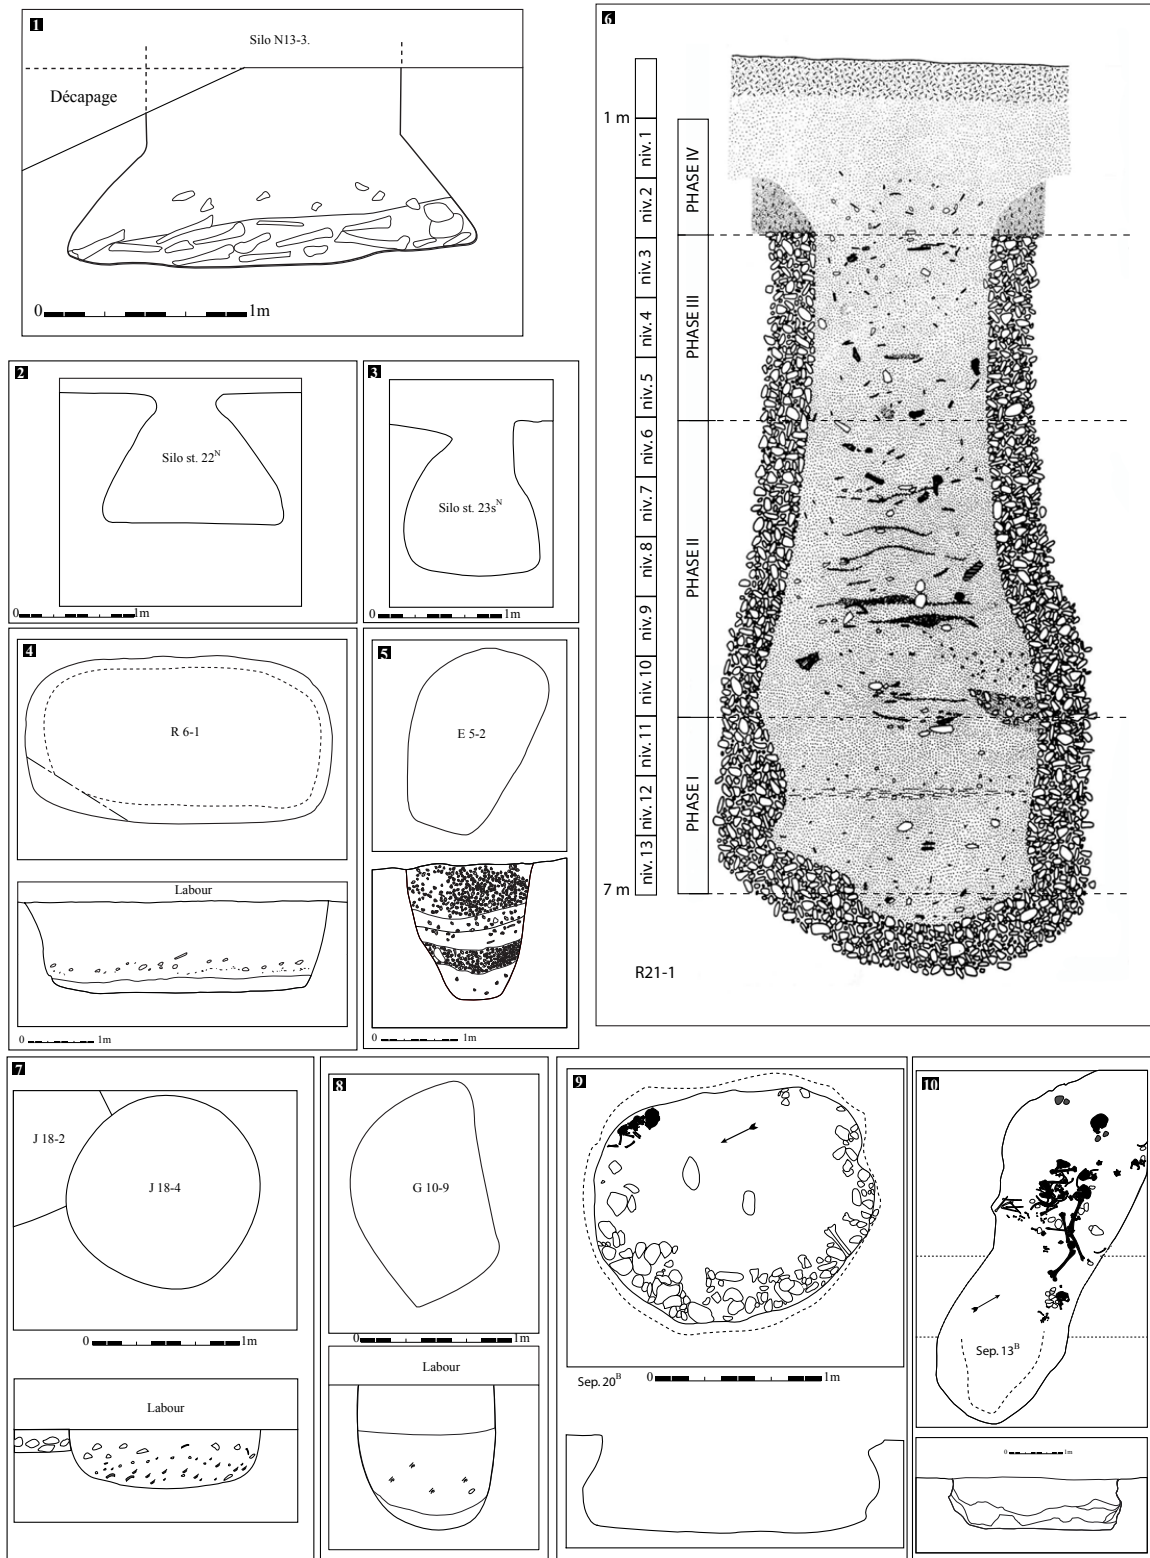 1
Silo N13-3.
Décapage
0 1m
2
Silo st. 22N
0 1m
3
Silo st. 23sN
0 1m
4
R 6-1
Labour
0 1m
5
E 5-2
0 1m
6
1 m
niv. 1
niv. 2
niv. 3
niv. 4
niv. 5
niv. 6
niv. 7
niv. 8
niv. 9
niv. 10
niv. 11
niv. 12
niv. 13
PHASE IV
PHASE III
PHASE II
PHASE I
7 m
R21-1
7
J 18-2
J 18-4
0 1m
Labour
8
G 10-9
0 1m
Labour
9
Sep. 20B
0 1m
10
Sep. 13B
0 1m